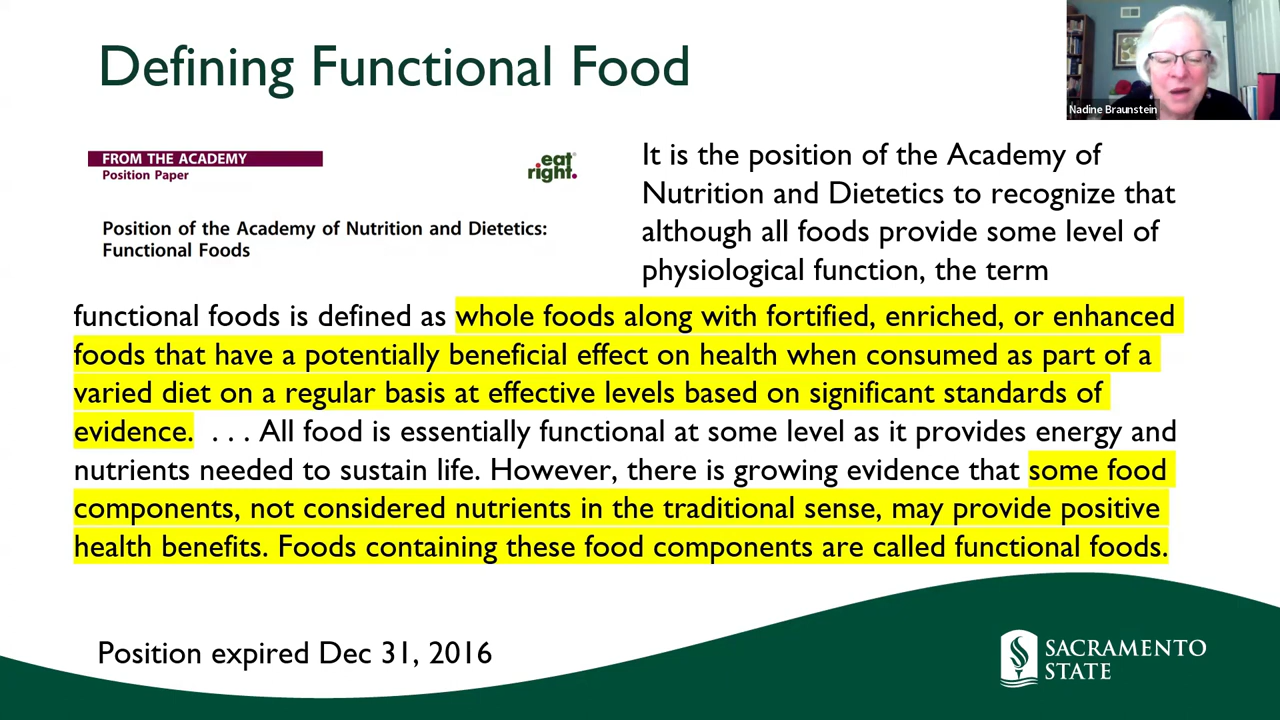 Defining Functional Food
Nadine Braunstein
FROM THE ACADEMY
Position Paper
eat
right.
Position of the Academy of Nutrition and Dietetics:
Functional Foods
It is the position of the Academy of
Nutrition and Dietetics to recognize that
although all foods provide some level of
physiological function, the term
functional foods is defined as whole foods along with fortified, enriched, or enhanced
foods that have a potentially beneficial effect on health when consumed as part of a
varied diet on a regular basis at effective levels based on significant standards of
evidence. . . . All food is essentially functional at some level as it provides energy and
nutrients needed to sustain life. However, there is growing evidence that some food
components, not considered nutrients in the traditional sense, may provide positive
health benefits. Foods containing these food components are called functional foods.
Position expired Dec 31, 2016
SACRAMENTO
STATE